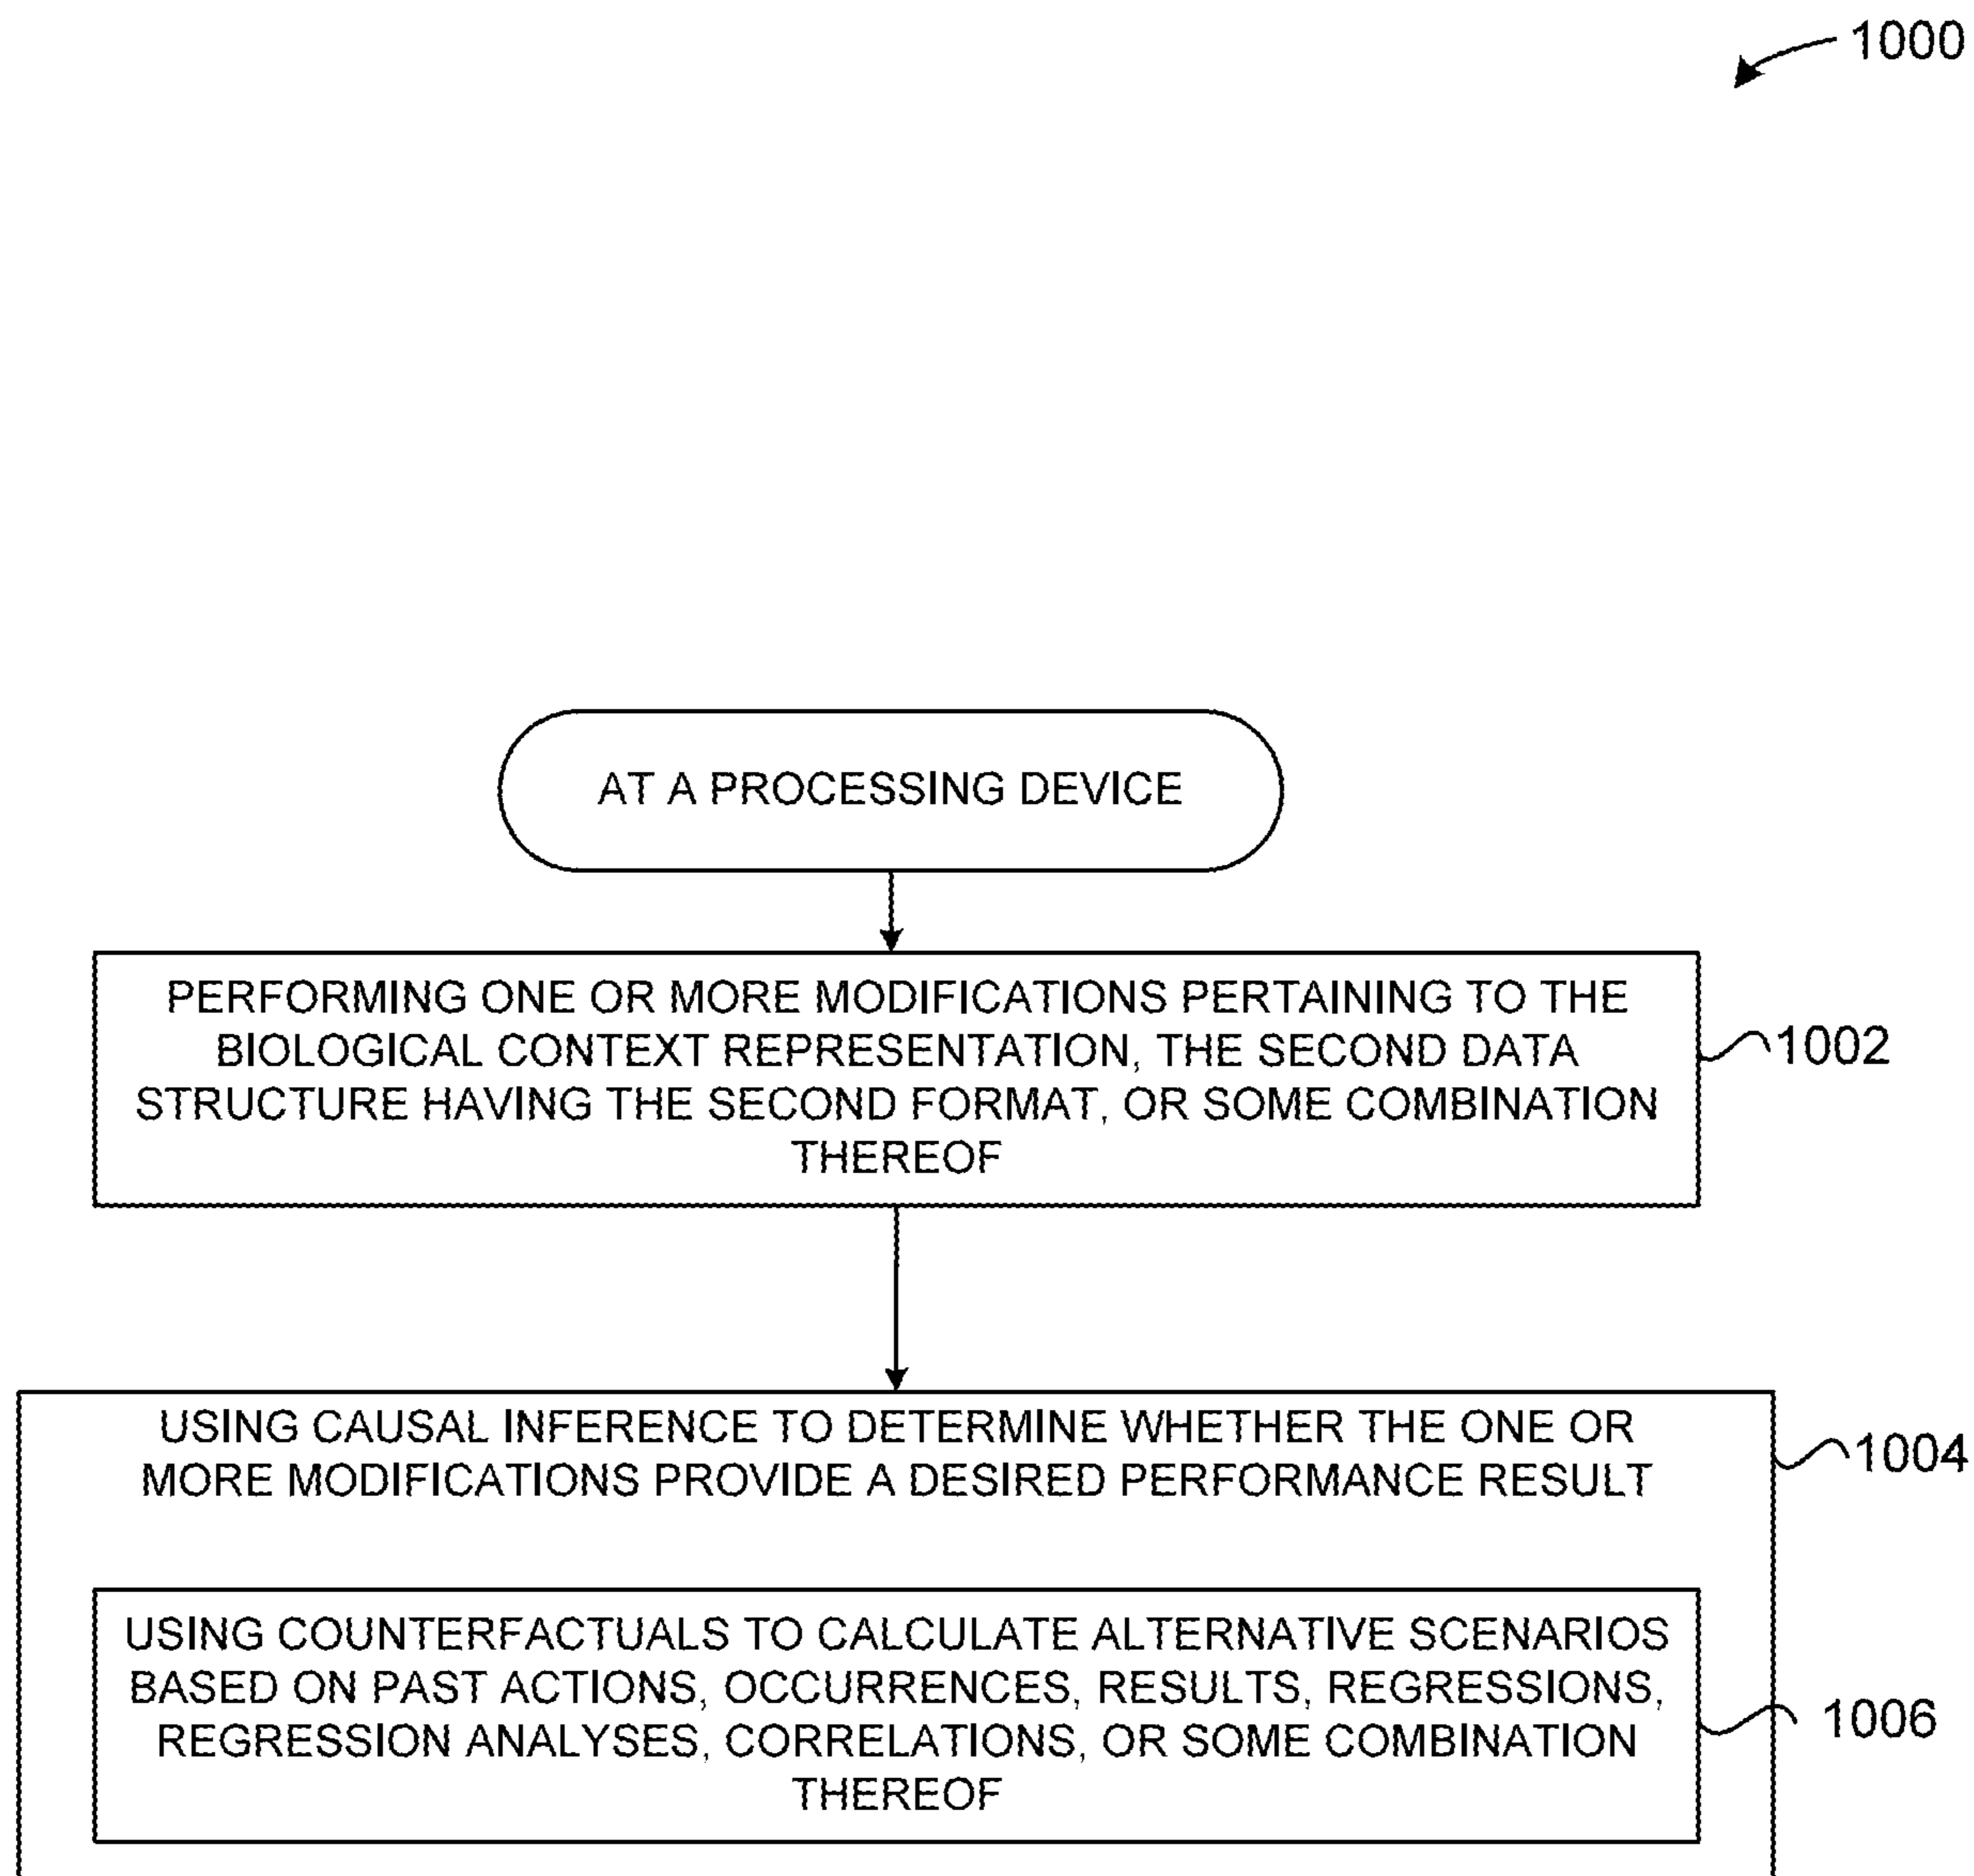 1000
AT A PROCESSING DEVICE
PERFORMING ONE OR MORE MODIFICATIONS PERTAINING TO THE
BIOLOGICAL CONTEXT REPRESENTATION, THE SECOND DATA
STRUCTURE HAVING THE SECOND FORMAT, OR SOME COMBINATION
THEREOF
1002
USING CAUSAL INFERENCE TO DETERMINE WHETHER THE ONE OR
MORE MODIFICATIONS PROVIDE A DESIRED PERFORMANCE RESULT
1004
USING COUNTERFACTUALS TO CALCULATE ALTERNATIVE SCENARIOS
BASED ON PAST ACTIONS, OCCURRENCES, RESULTS, REGRESSIONS,
REGRESSION ANALYSES, CORRELATIONS, OR SOME COMBINATION
THEREOF
1006